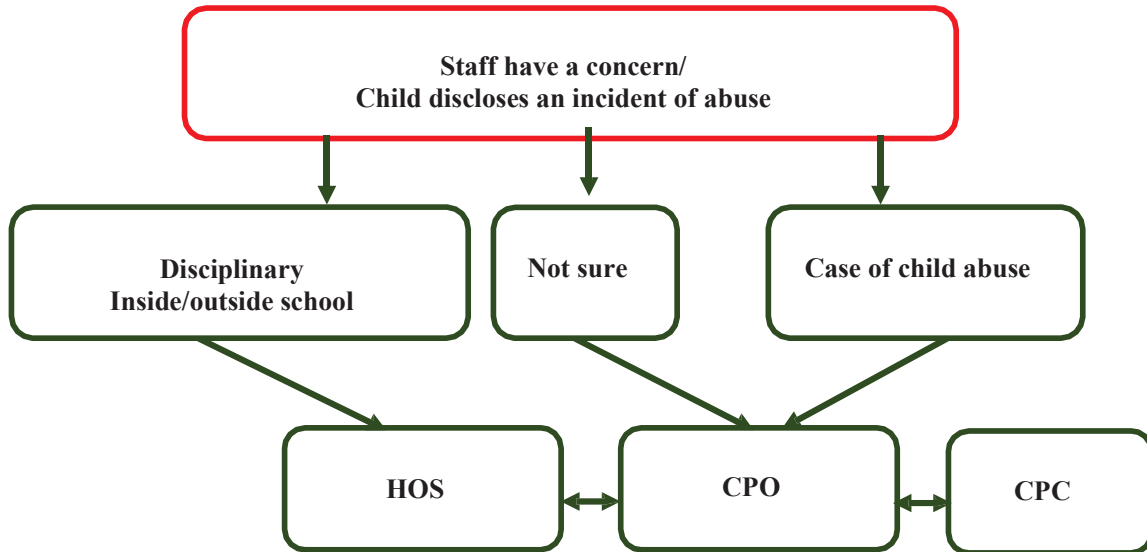 Staff have a concern/
Child discloses an incident of abuse
Disciplinary
Inside/outside school
Not sure
Case of child abuse
HOS
CPO
CPC